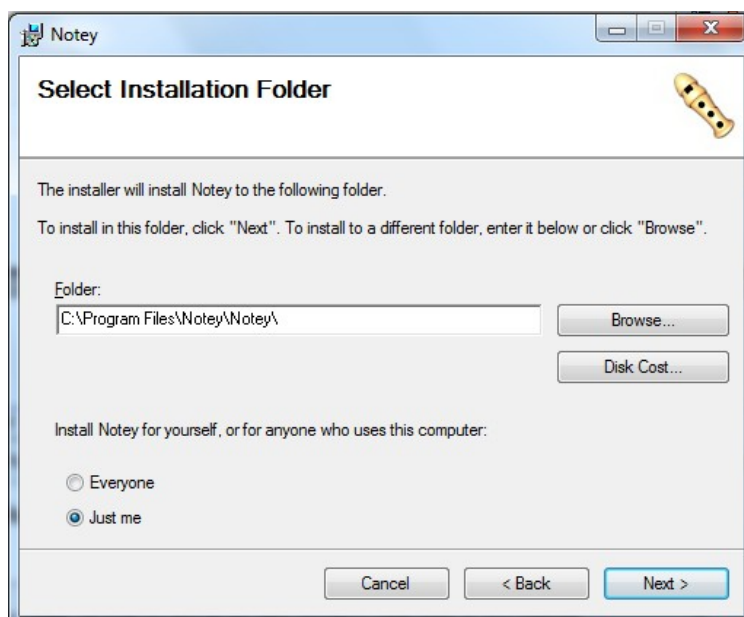 Notey
Select Installation Folder
The installer will install Notey to the following folder.
To install in this folder, click "Next". To install to a different folder, enter it below or click "Browse".
Folder:
C:\Program Files\Notey\Notey\
Browse...
Disk Cost...
Install Notey for yourself, or for anyone who uses this computer:
Everyone
Just me
Cancel
< Back
Next >